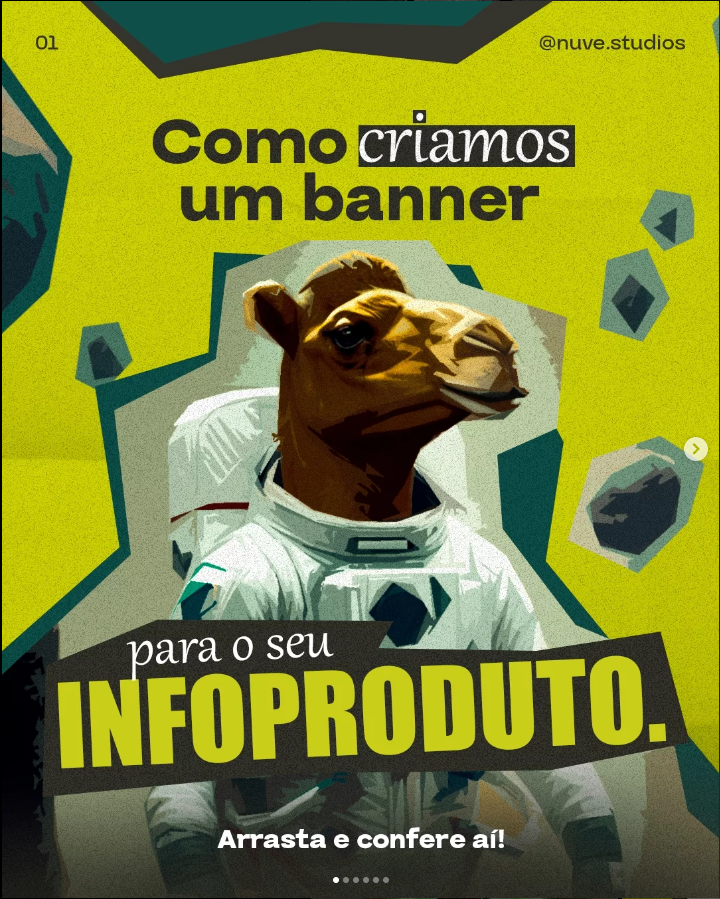 01
@nuve.studios
Como criamos
um banner
para o seu
INFOPRODUTO.
Arrasta e confere aí!